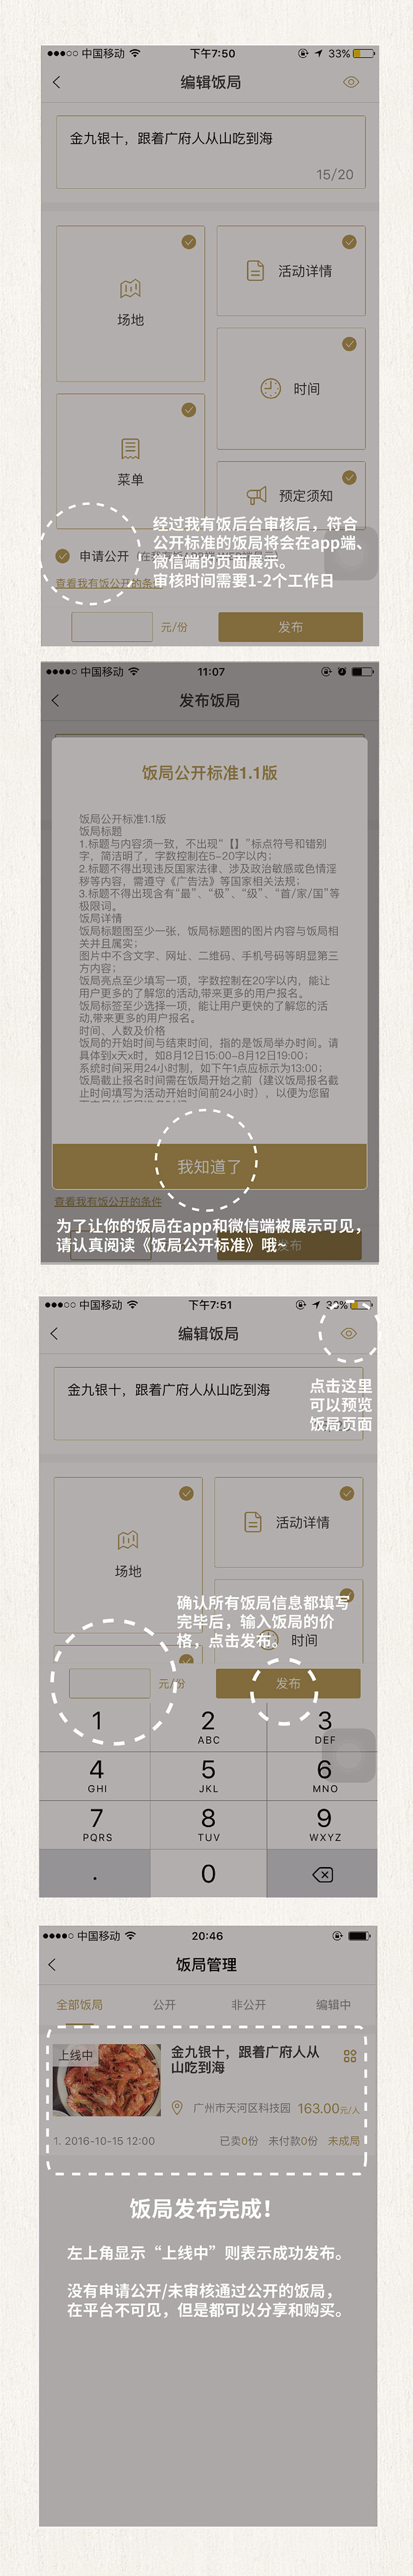 中国移动
下午7:50
33%
编辑饭局
金九银十，跟着广府人从山吃到海
15/20
场地
活动详情
时间
菜单
预定须知
申请公开
经过我有饭后台审核后，符合
公开标准的饭局将会在app端、
微信端的页面展示。
审核时间需要1-2个工作日
查看我有饭公开的条件
元/份
发布
中国移动
11:07
发布饭局
饭局公开标准1.1版
饭局公开标准1.1版
饭局标题
1.标题与内容须一致，不出现“【】”标点符号和错别
字，简洁明了，字数控制在5-20字以内；
2.标题不得出现违反国家法律、涉及政治敏感或色情淫
秽等内容，需遵守《广告法》等国家相关法规；
3.标题不得出现含有“最”、“极”、“级”、“首/家/国”等
极限词。
饭局详情
饭局标题图至少一张，饭局标题图的图片内容与饭局相
关并且属实；
图片中不含文字、网址、二维码、手机号码等明显第三
方内容；
饭局亮点至少填写一项，字数控制在20字以内，能让
用户更多的了解您的活动,带来更多的用户报名。
饭局标签至少选择一项，能让用户更快的了解您的活
动,带来更多的用户报名。
时间、人数及价格
饭局的开始时间与结束时间，指的是饭局举办时间。请
具体到x天x时，如8月12日15:00-8月12日19:00；
系统时间采用24小时制，如下午1点应标示为13:00；
饭局截止报名时间需在饭局开始之前（建议饭局报名截
止时间填写为活动开始时间前24小时），以便为您留
我知道了
查看我有饭公开的条件
为了让你的饭局在app和微信端被展示可见，
请认真阅读《饭局公开标准》哦~
发布
中国移动
下午7:51
编辑饭局
金九银十，跟着广府人从山吃到海
点击这里
可以预览
饭局页面
场地
活动详情
时间
确认所有饭局信息都填写
完毕后，输入饭局的价
格，点击发布。
元/份
发布
1
2
ABC
3
DEF
4
GHI
5
JKL
6
MNO
7
PQRS
8
TUV
9
WXYZ
.
0
中国移动
20:46
饭局管理
全部饭局
公开
非公开
编辑中
上线中
金九银十，跟着广府人从
山吃到海
广州市天河区科技园
163.00元/人
1. 2016-10-15 12:00
已卖0份
未付款0份
未成局
饭局发布完成！
左上角显示“上线中”则表示成功发布。
没有申请公开/未审核通过公开的饭局，
在平台不可见，但是都可以分享和购买。